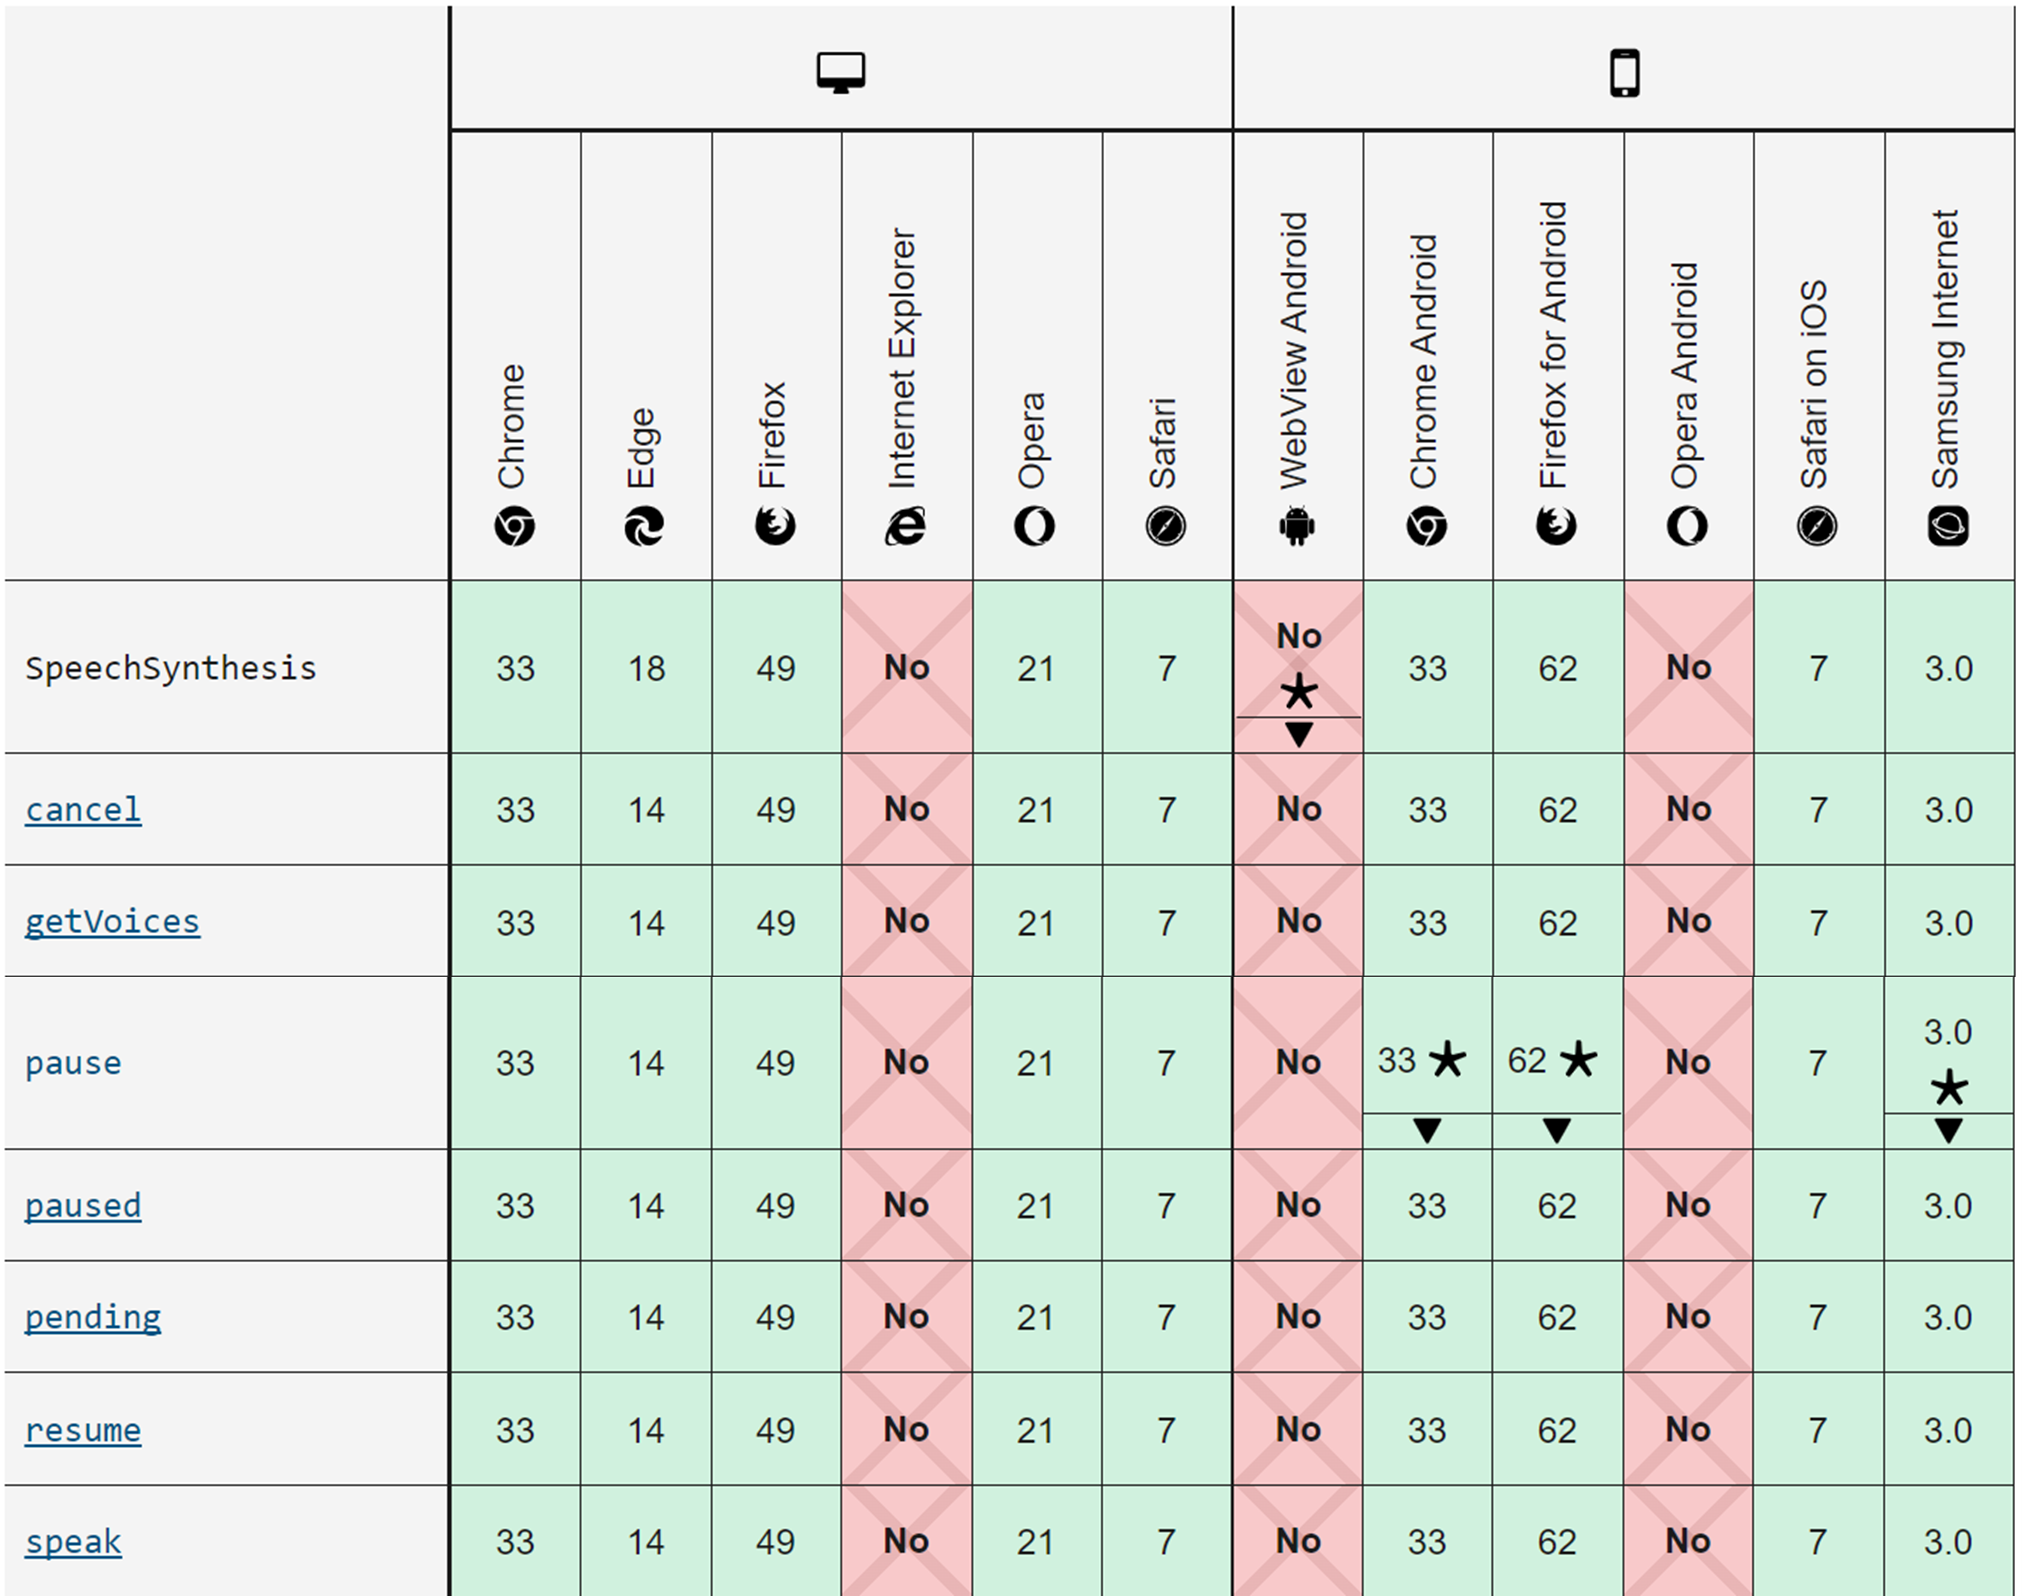 Chrome
Edge
Firefox
Internet Explorer
Opera
Safari
WebView Android
Chrome Android
Firefox for Android
Opera Android
Safari on iOS
Samsung Internet
SpeechSynthesis 33 18 49 No 21 7 No ★ ▼ 33 62 No 7 3.0
cancel 33 14 49 No 21 7 No 33 62 No 7 3.0
getVoices 33 14 49 No 21 7 No 33 62 No 7 3.0
pause 33 14 49 No 21 7 No 33 ★ ▼ 62 ★ ▼ No 7 3.0 ★ ▼
paused 33 14 49 No 21 7 No 33 62 No 7 3.0
pending 33 14 49 No 21 7 No 33 62 No 7 3.0
resume 33 14 49 No 21 7 No 33 62 No 7 3.0
speak 33 14 49 No 21 7 No 33 62 No 7 3.0